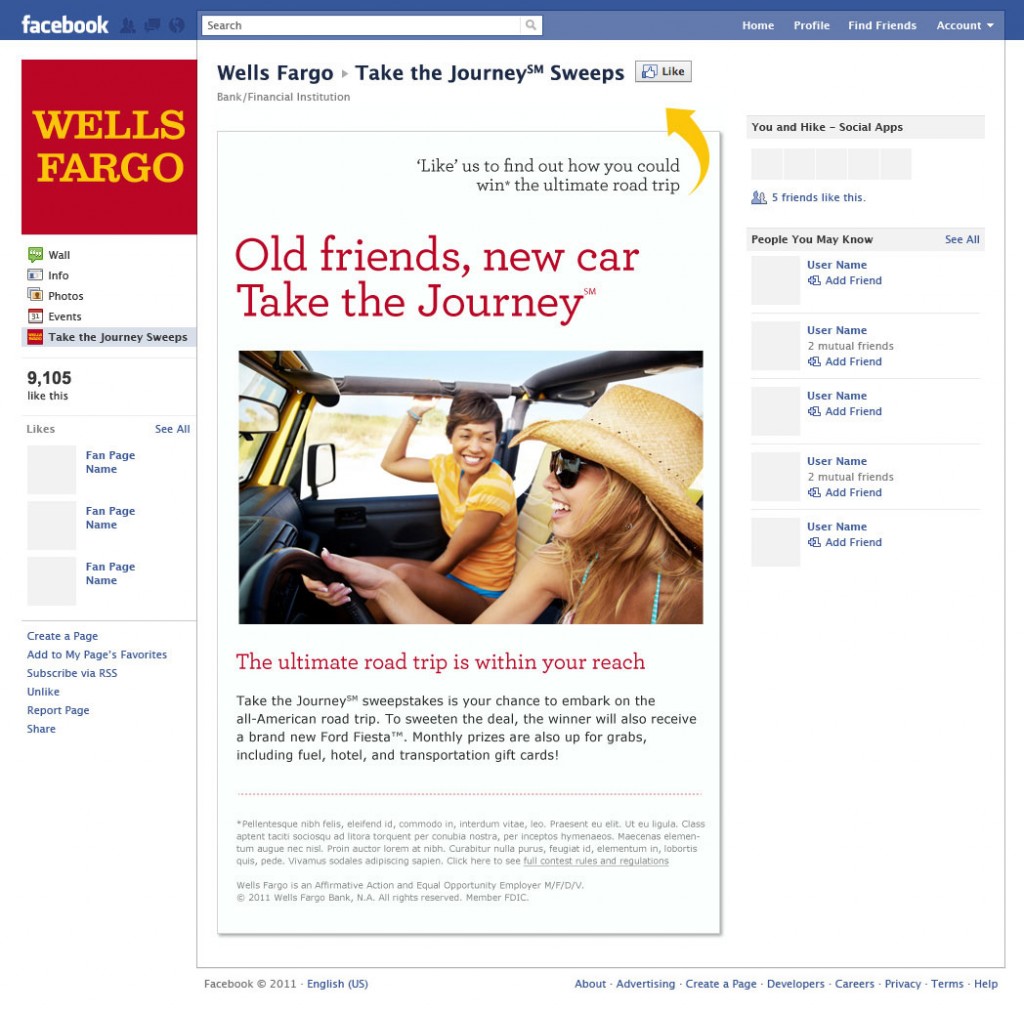 facebook
Search
Home Profile Find Friends Account
WELLS
FARGO
Wall
Info
Photos
31 Events
Take the Journey Sweeps
9,105
like this
Likes See All
Fan Page
Name
Fan Page
Name
Fan Page
Name
Create a Page
Add to My Page's Favorites
Subscribe via RSS
Unlike
Report Page
Share
Wells Fargo ▸ Take the Journey℠ Sweeps Like
Bank/Financial Institution
‘Like’ us to find out how you could
win* the ultimate road trip
Old friends, new car
Take the Journey℠
The ultimate road trip is within your reach
Take the Journey℠ sweepstakes is your chance to embark on the
all-American road trip. To sweeten the deal, the winner will also receive
a brand new Ford Fiesta™. Monthly prizes are also up for grabs,
including fuel, hotel, and transportation gift cards!
*Pellentesque nibh felis, eleifend id, commodo in, interdum vitae, leo. Praesent eu elit. Ut eu ligula. Class
aptent taciti sociosqu ad litora torquent per conubia nostra, per inceptos hymenaeos. Maecenas elemen-
tum augue nec nisl. Proin auctor lorem at nibh. Curabitur nulla purus, feugiat id, elementum in, lobortis
quis, pede. Vivamus sodales adipiscing sapien. Click here to see full contest rules and regulations
Wells Fargo is an Affirmative Action and Equal Opportunity Employer M/F/D/V.
© 2011 Wells Fargo Bank, N.A. All rights reserved. Member FDIC.
You and Hike – Social Apps
5 friends like this.
People You May Know See All
User Name
Add Friend
User Name
2 mutual friends
Add Friend
User Name
Add Friend
User Name
2 mutual friends
Add Friend
User Name
Add Friend
Facebook © 2011 · English (US)
About · Advertising · Create a Page · Developers · Careers · Privacy · Terms · Help